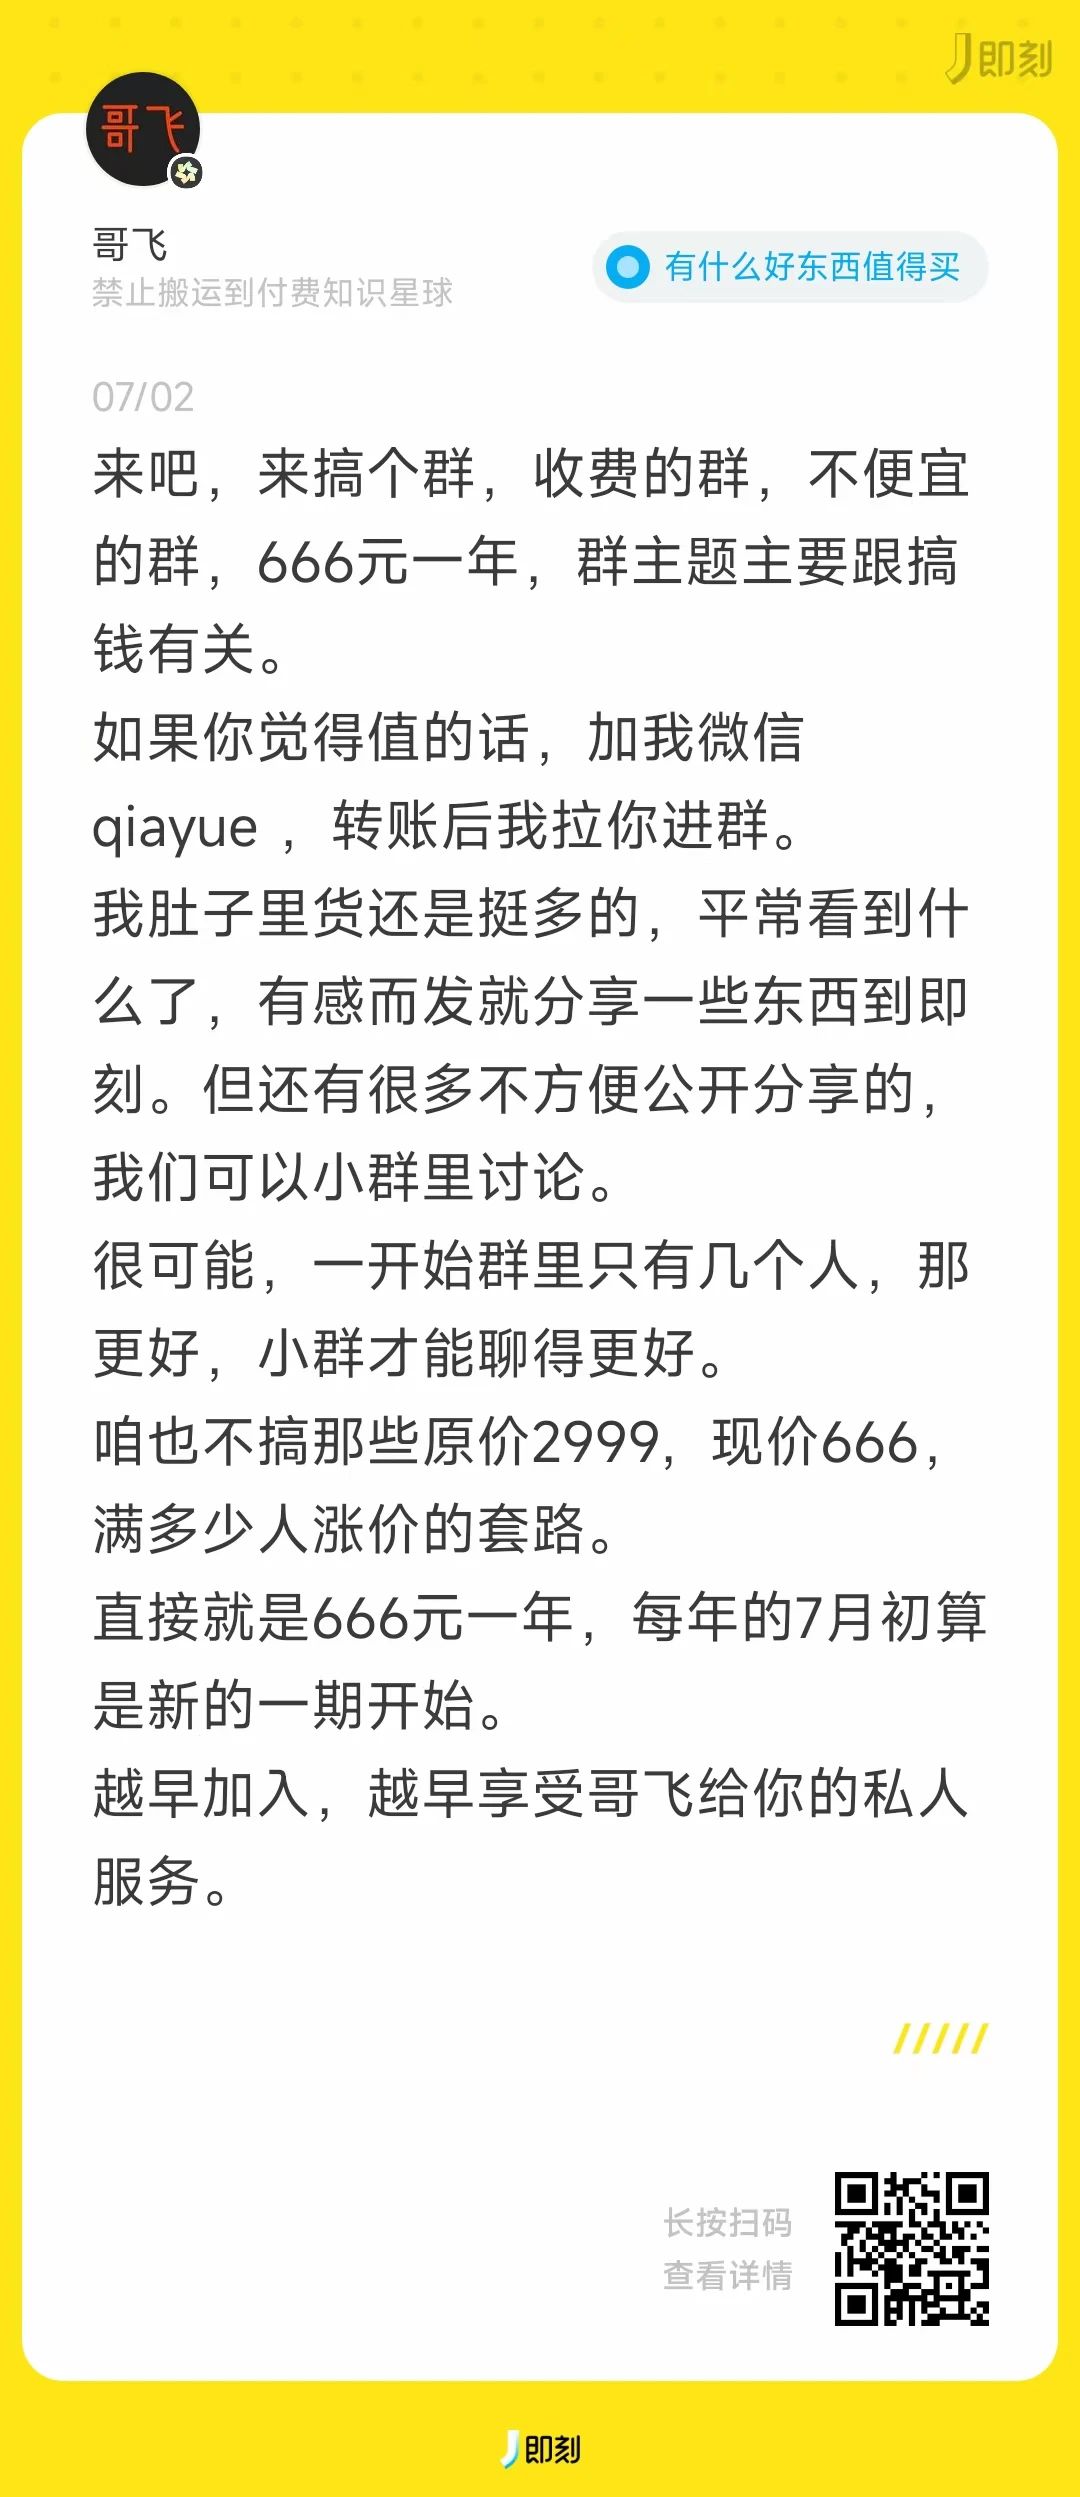 即刻
哥飞
哥飞
禁止搬运到付费知识星球
有什么好东西值得买
07/02
来吧，来搞个群，收费的群，不便宜
的群，666元一年，群主题主要跟搞
钱有关。
如果你觉得值的话，加我微信
qiayue ，转账后我拉你进群。
我肚子里货还是挺多的，平常看到什
么了，有感而发就分享一些东西到即
刻。但还有很多不方便公开分享的，
我们可以小群里讨论。
很可能，一开始群里只有几个人，那
更好，小群才能聊得更好。
咱也不搞那些原价2999，现价666，
满多少人涨价的套路。
直接就是666元一年，每年的7月初算
是新的一期开始。
越早加入，越早享受哥飞给你的私人
服务。
长按扫码
查看详情
即刻